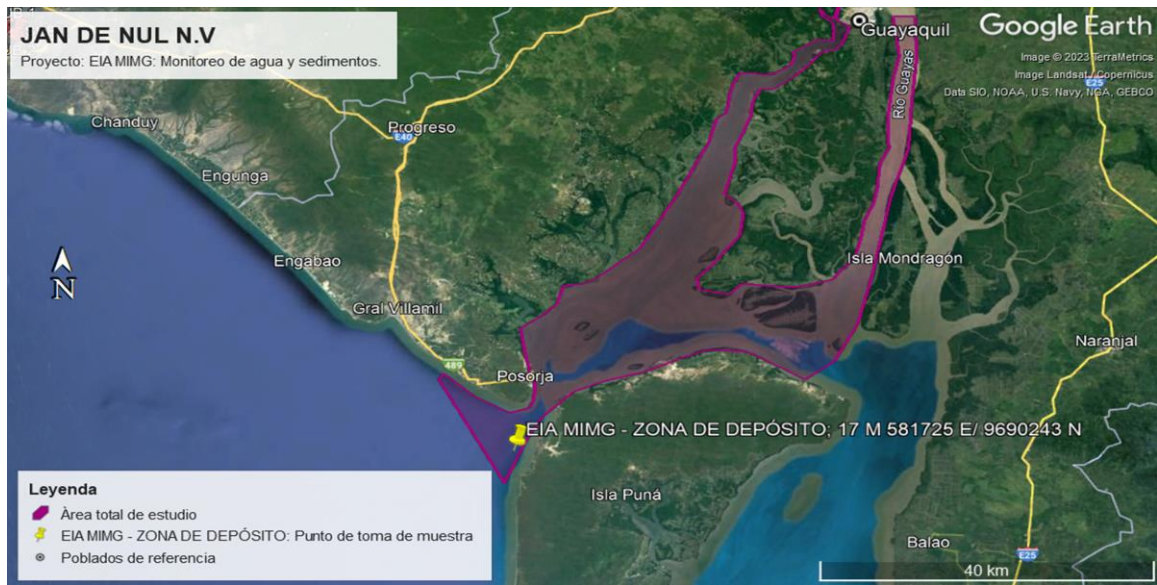 JAN DE NUL N.V
Proyecto: EIA MIMG: Monitoreo de agua y sedimentos.
Guayaquil
Google Earth
Image © 2023 TerraMetrics
Image Landsat / Copernicus
Data SIO, NOAA, U.S. Navy, NGA, GEBCO
E25
Río Guayas
Chanduy
Progreso
E40
Engunga
Engabao
Isla Mondragón
N
Gral Villamil
Naranjal
489
Posorja
EIA MIMG - ZONA DE DEPÓSITO; 17 M 581725 E/ 9690243 N
Leyenda
Àrea total de estudio
EIA MIMG - ZONA DE DEPÓSITO: Punto de toma de muestra
Poblados de referencia
Isla Puná
Balao
E25
40 km